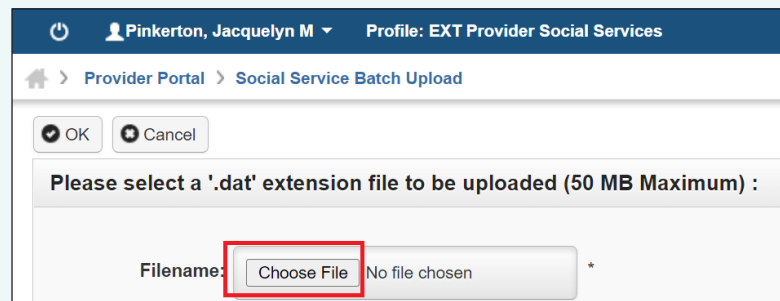 Pinkerton, Jacquelyn M Profile: EXT Provider Social Services
Provider Portal > Social Service Batch Upload
OK Cancel
Please select a '.dat' extension file to be uploaded (50 MB Maximum) :
Filename: Choose File No file chosen *